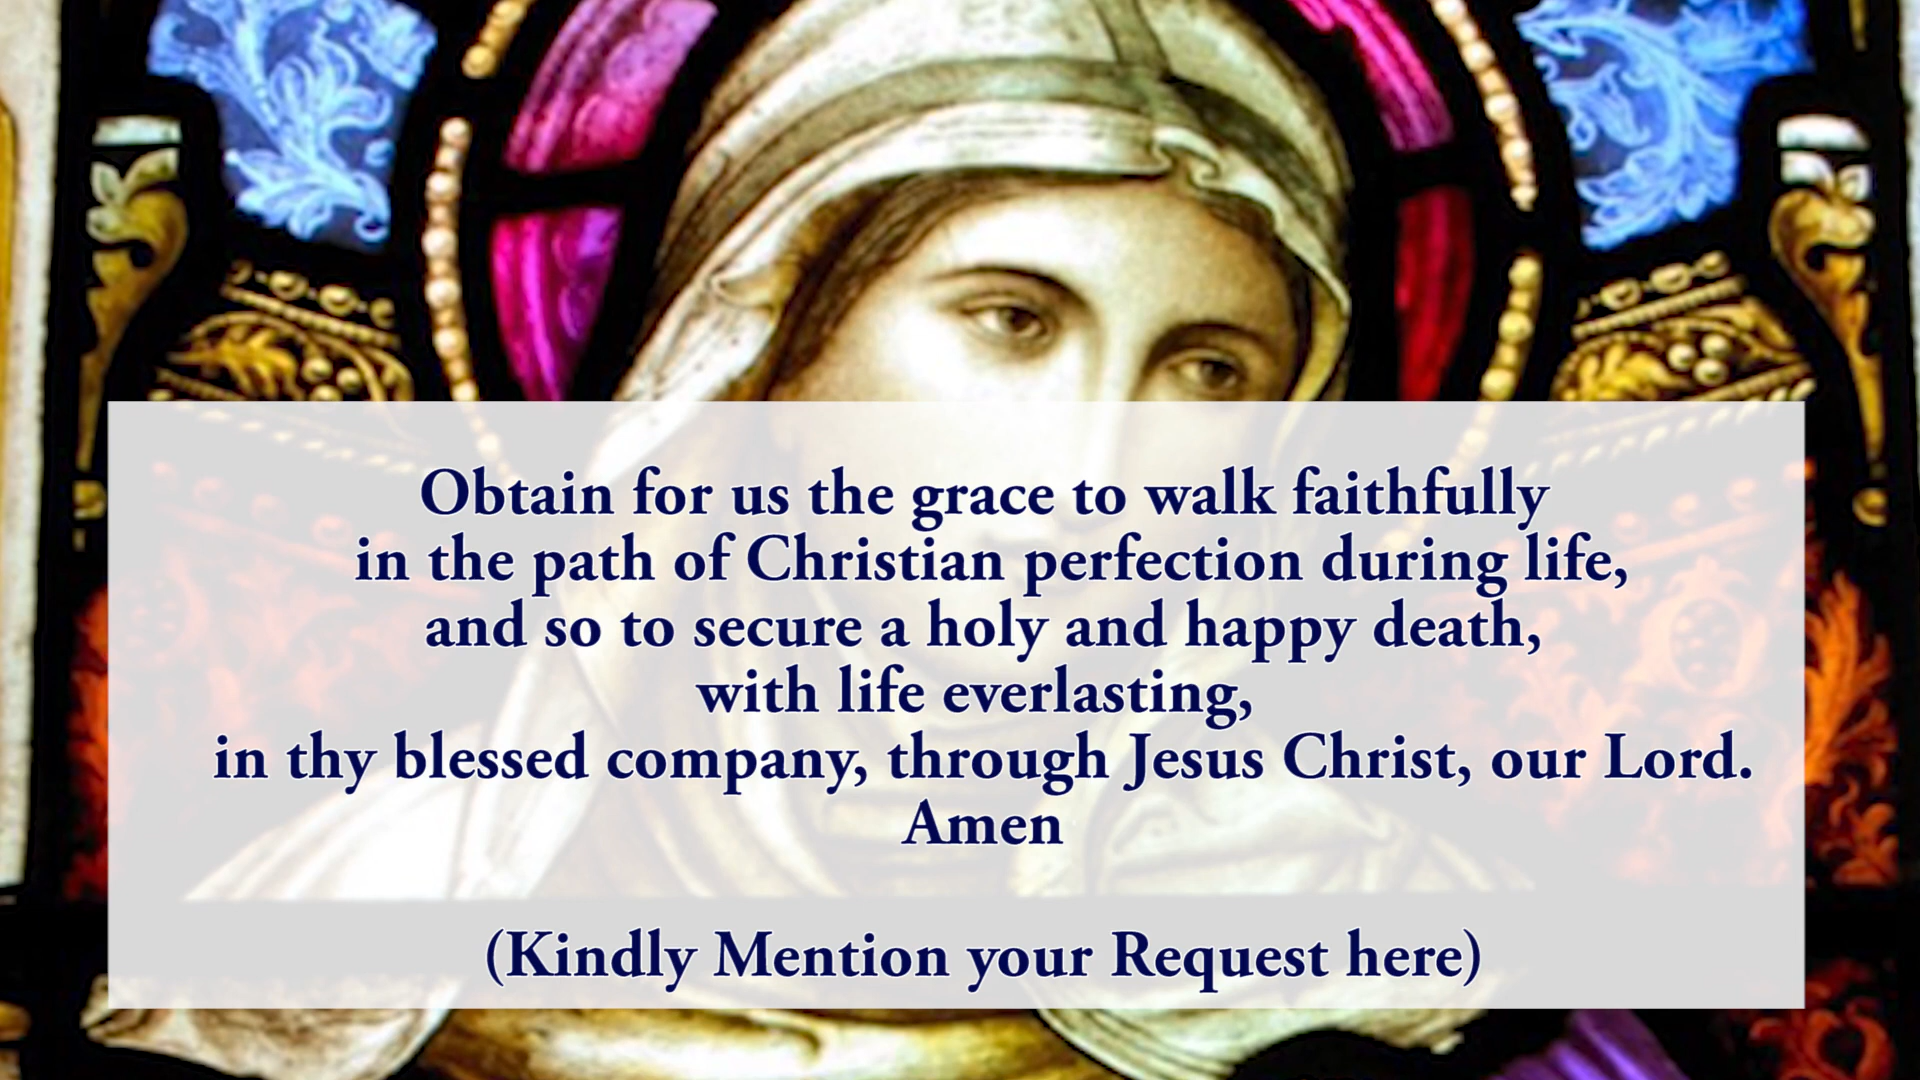 Obtain for us the grace to walk faithfully
in the path of Christian perfection during life,
and so to secure a holy and happy death,
with life everlasting,
in thy blessed company, through Jesus Christ, our Lord.
Amen
(Kindly Mention your Request here)